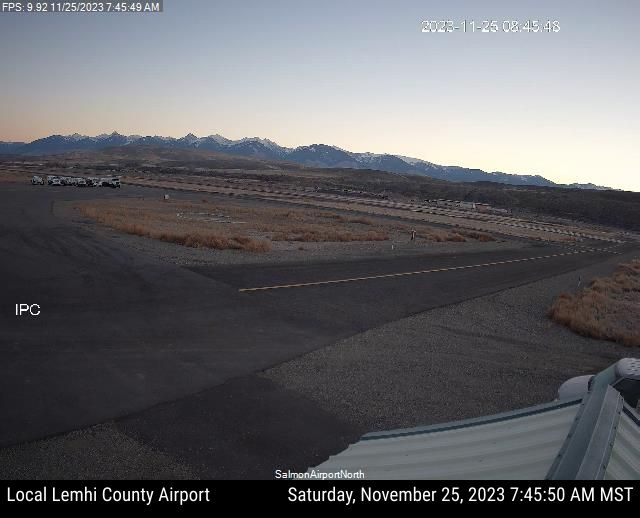 FPS: 9.92 11/25/2023 7:45:49 AM
2023-11-25 08:45:48
IPC
SalmonAirportNorth
Local Lemhi County Airport
Saturday, November 25, 2023 7:45:50 AM MST